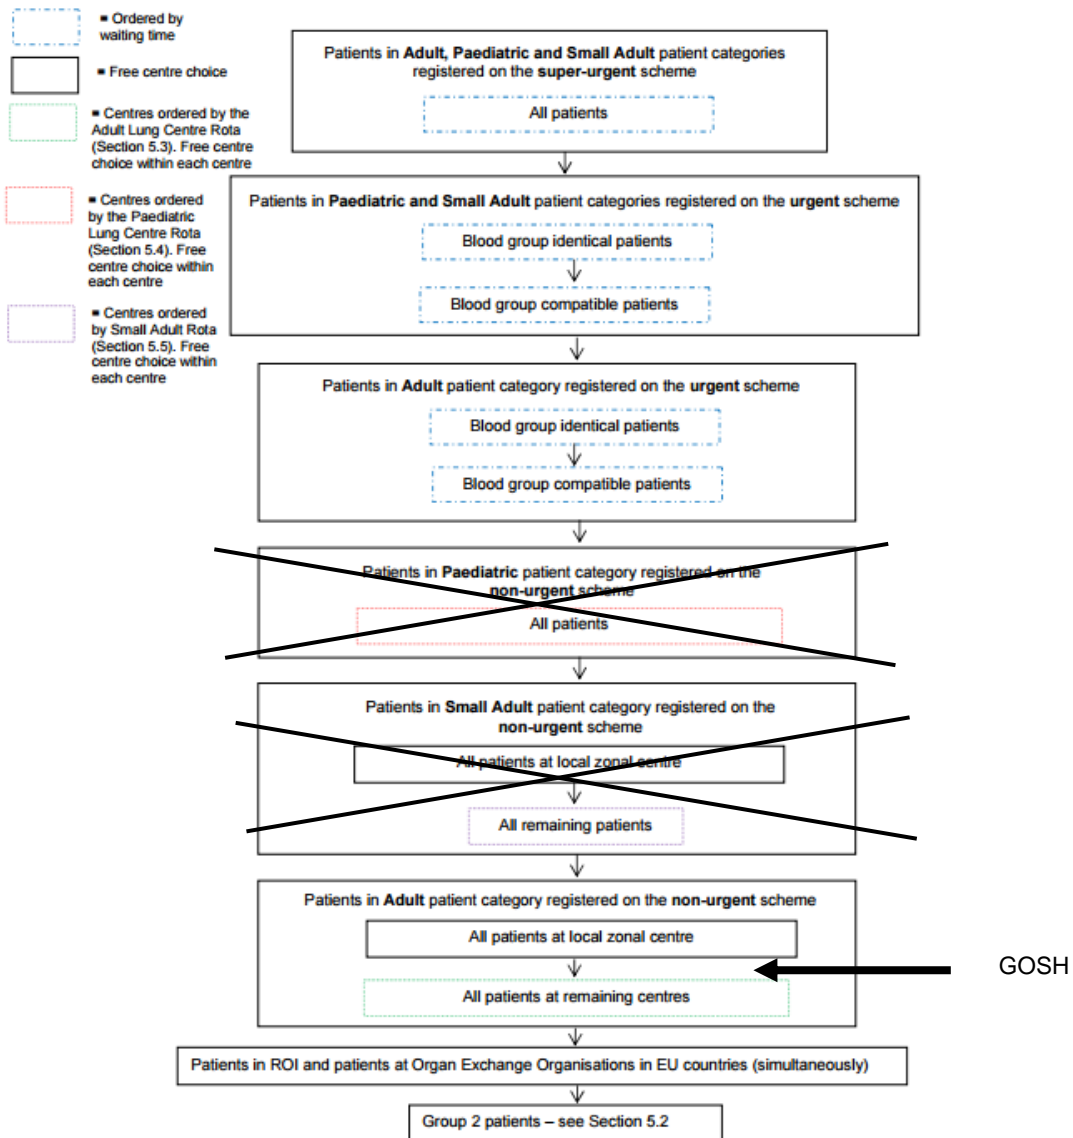 = Ordered by
waiting time
= Free centre choice
= Centres ordered by the
Adult Lung Centre Rota
(Section 5.3). Free centre
choice within each centre
= Centres ordered
by the Paediatric
Lung Centre Rota
(Section 5.4). Free
centre choice within
each centre
= Centres ordered
by Small Adult Rota
(Section 5.5). Free
centre choice within
each centre
Patients in Adult, Paediatric and Small Adult patient categories
registered on the super-urgent scheme
All patients
Patients in Paediatric and Small Adult patient categories registered on the urgent scheme
Blood group identical patients
Blood group compatible patients
Patients in Adult patient category registered on the urgent scheme
Blood group identical patients
Blood group compatible patients
Patients in Paediatric patient category registered on the
non-urgent scheme
All patients
Patients in Small Adult patient category registered on the
non-urgent scheme
All patients at local zonal centre
All remaining patients
Patients in Adult patient category registered on the non-urgent scheme
All patients at local zonal centre
GOSH
All patients at remaining centres
Patients in ROI and patients at Organ Exchange Organisations in EU countries (simultaneously)
Group 2 patients – see Section 5.2